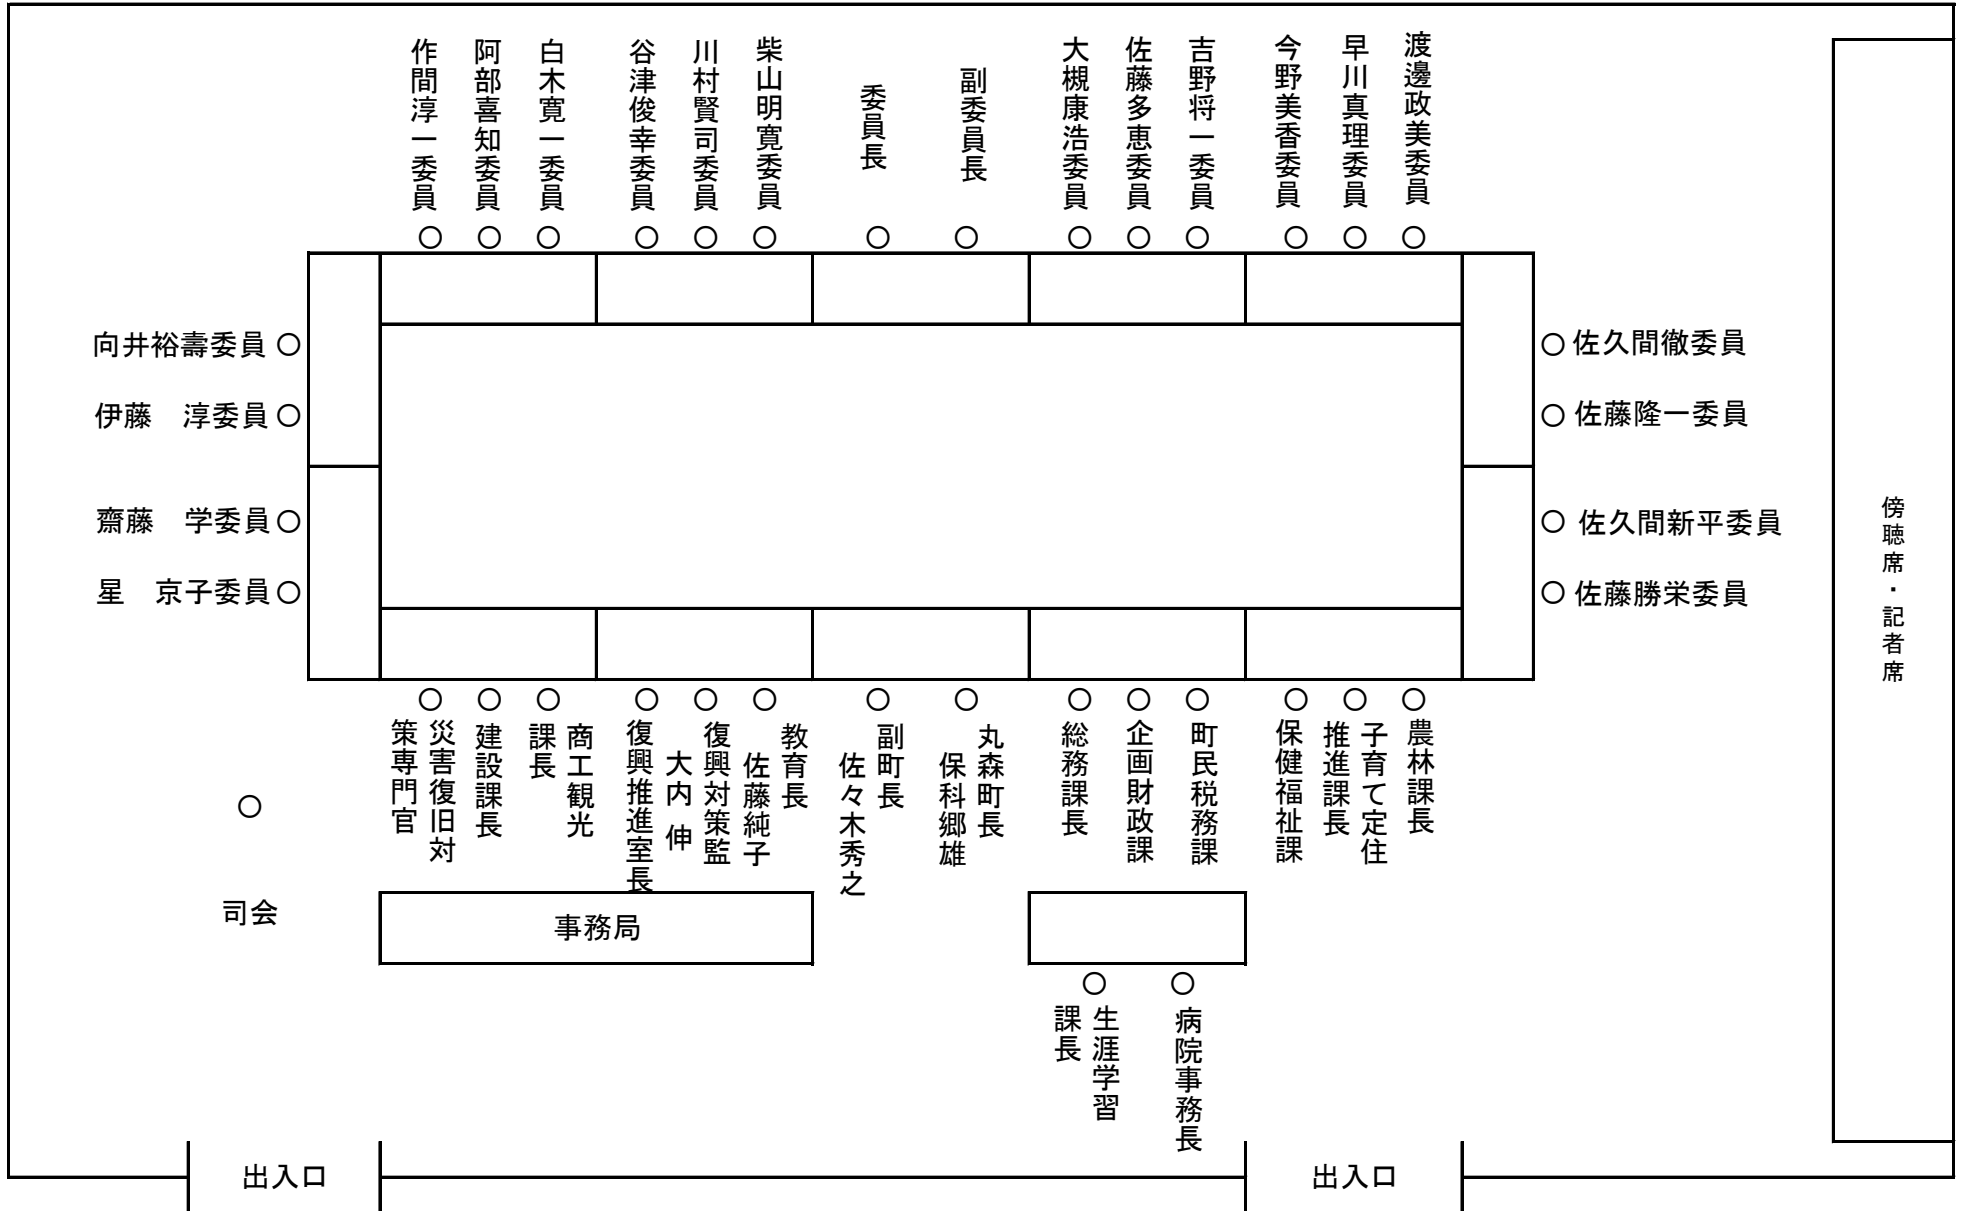 作間淳一委員
阿部喜知委員
白木寛一委員
谷津俊幸委員
川村賢司委員
柴山明寛委員
委員長
副委員長
大槻康浩委員
佐藤多恵委員
吉野将一委員
今野美香委員
早川真理委員
渡邊政美委員
向井裕壽委員
伊藤　淳委員
齋藤　学委員
星　京子委員
佐久間徹委員
佐藤隆一委員
佐久間新平委員
佐藤勝栄委員
傍聴席・記者席
災害復旧対
策専門官
建設課長
商工観光
課長
復興推進室長
復興対策監
大内 伸
教育長
佐藤純子
副町長
佐々木秀之
丸森町長
保科郷雄
総務課長
企画財政課
町民税務課
保健福祉課
子育て定住
推進課長
農林課長
司会
事務局
生涯学習
課長
病院事務長
出入口
出入口